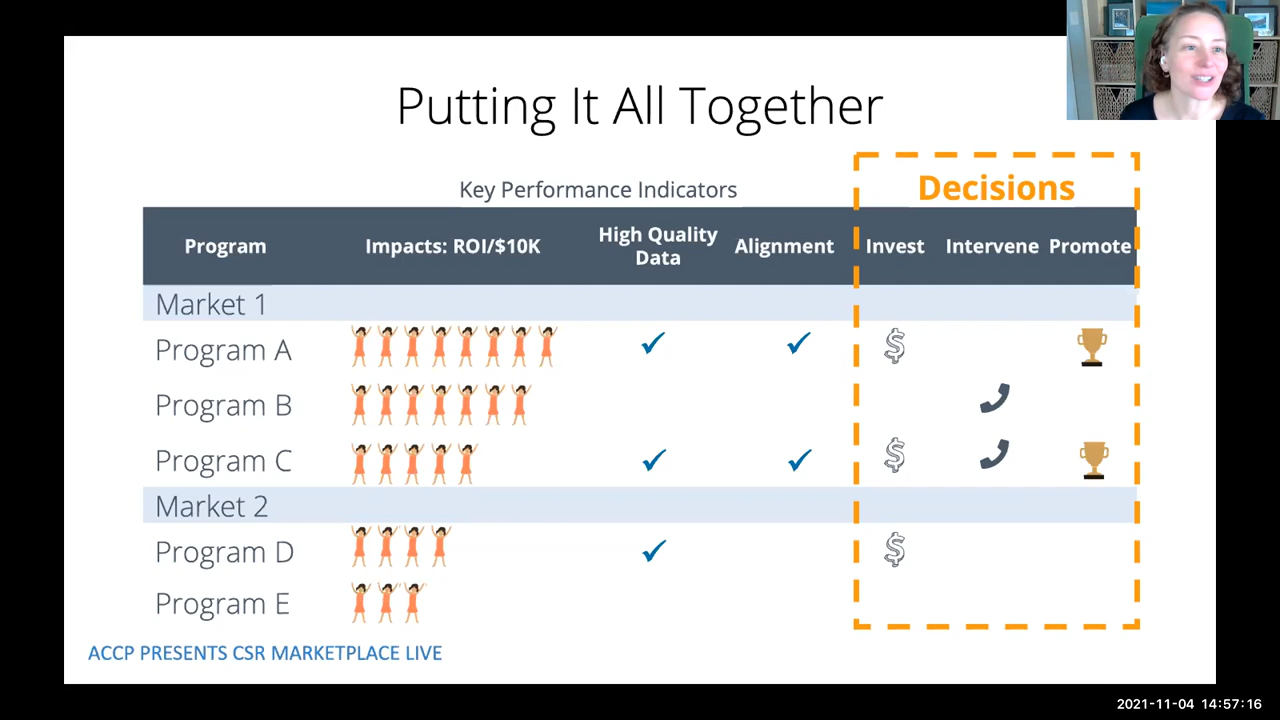 Putting It All Together
Key Performance Indicators
Decisions
Program
Impacts: ROI/$10K
High Quality
Data
Alignment
Invest
Intervene
Promote
Market 1
Program A
Program B
Program C
Market 2
Program D
Program E
ACCP PRESENTS CSR MARKETPLACE LIVE
2021-11-04 14:57:16